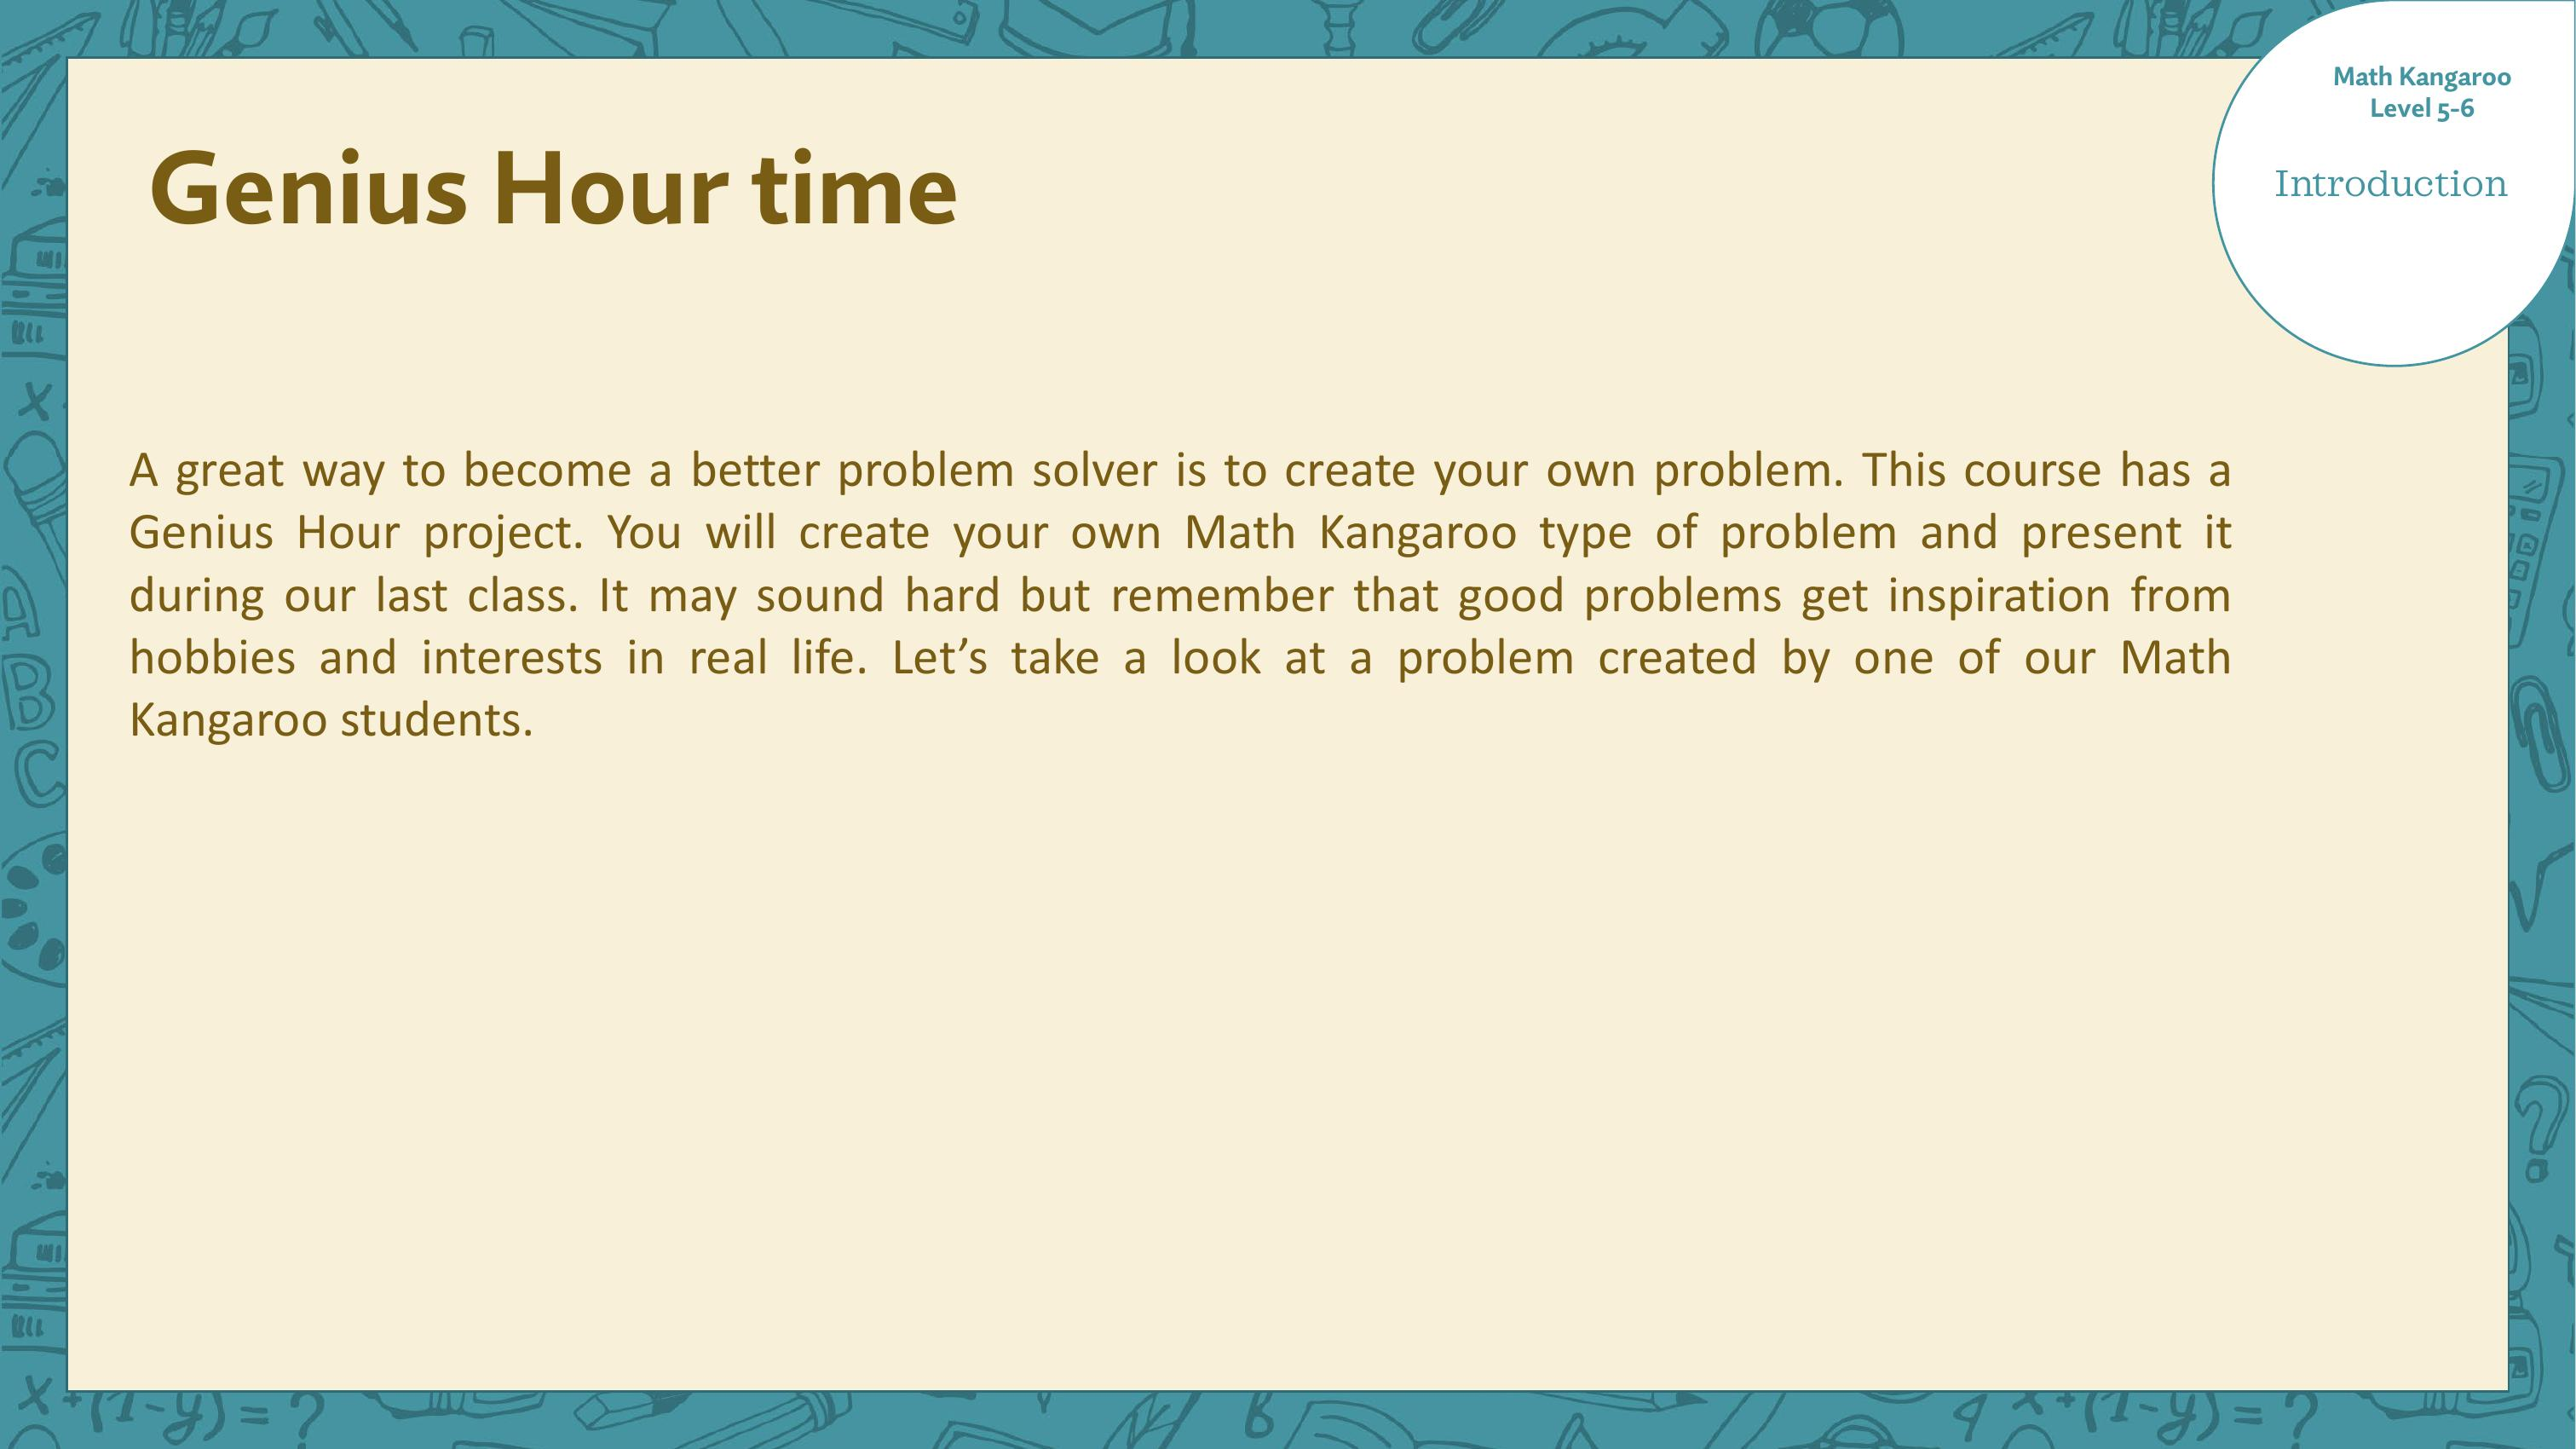 Math Kangaroo
Level 5-6
Introduction
Genius Hour time
A great way to become a better problem solver is to create your own problem. This course has a
Genius Hour project. You will create your own Math Kangaroo type of problem and present it
during our last class. It may sound hard but remember that good problems get inspiration from
hobbies and interests in real life. Let’s take a look at a problem created by one of our Math
Kangaroo students.
x
A
B
C
?
x+(1-y)=?
B
x+(1-y)=?